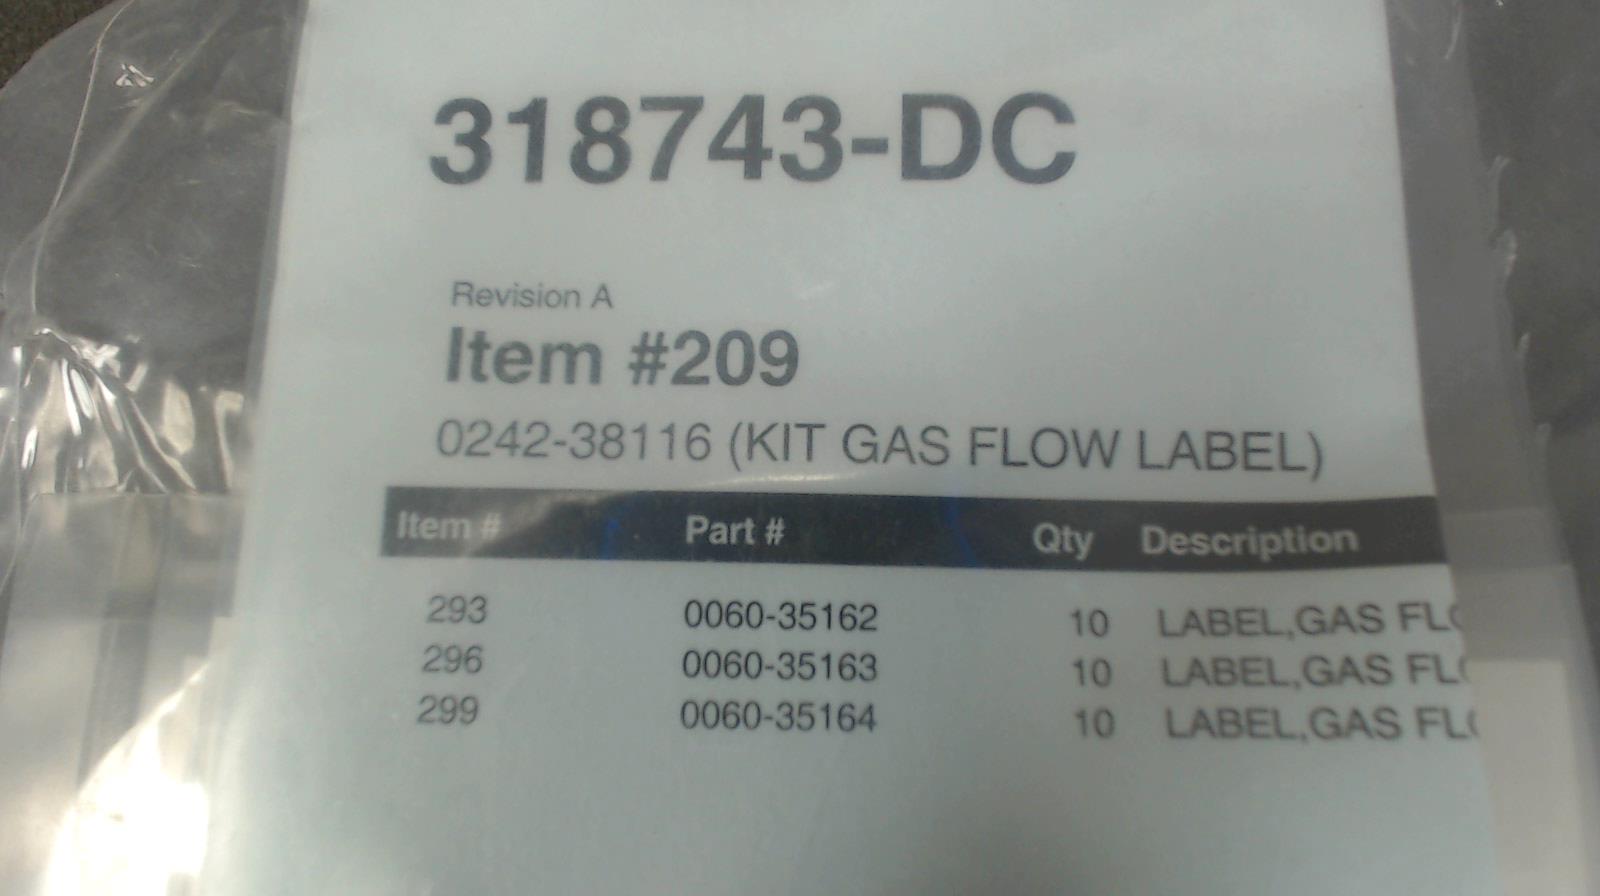 318743-DC
Revision A
Item #209
0242-38116 (KIT GAS FLOW LABEL)
Item # Part # Qty Description
293 0060-35162 10 LABEL,GAS
296 0060-35163 10 LABEL,GAS
299 0060-35164 10 LABEL,GAS